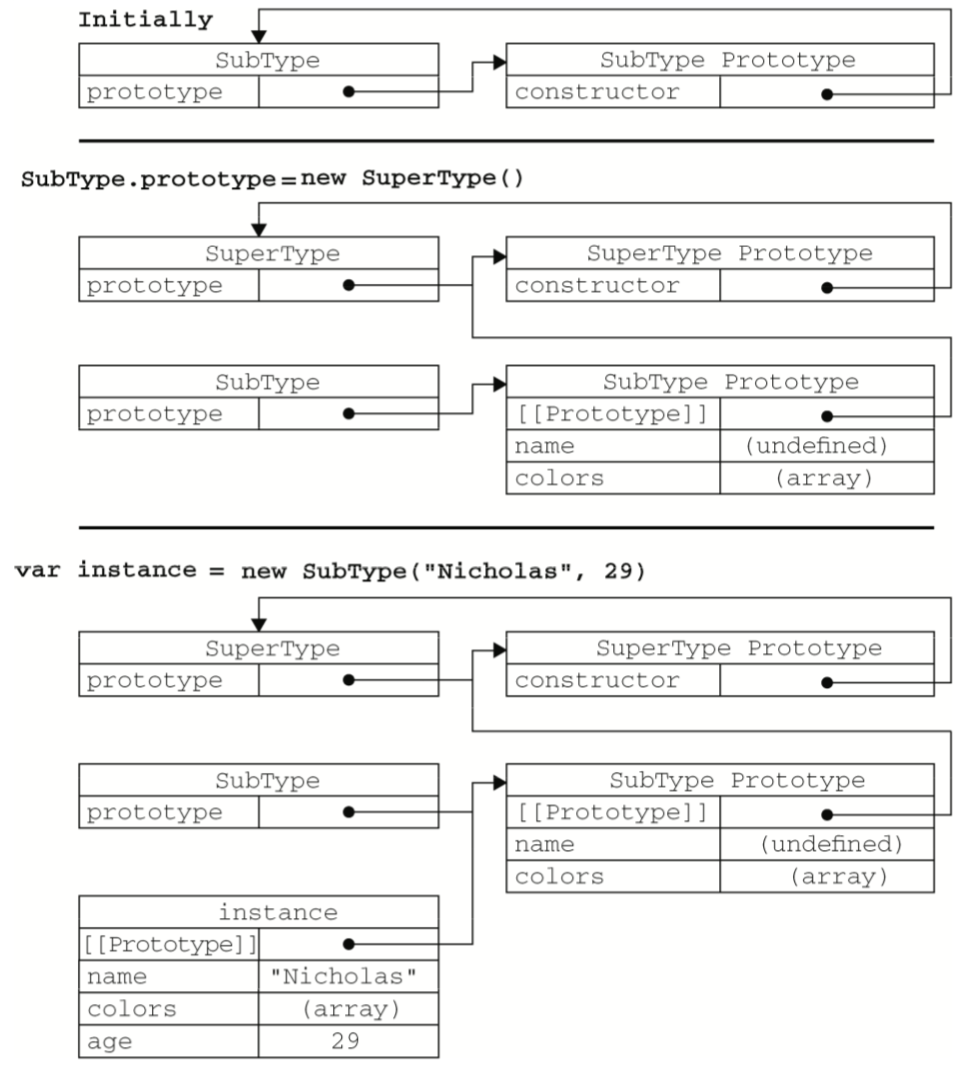 Initially
SubType
SubType Prototype
prototype
constructor
SubType.prototype=new SuperType()
SuperType
SuperType Prototype
prototype
constructor
SubType
SubType Prototype
prototype
[[Prototype]]
name
(undefined)
colors
(array)
var instance = new SubType("Nicholas", 29)
SuperType
SuperType Prototype
prototype
constructor
SubType
SubType Prototype
prototype
[[Prototype]]
name
(undefined)
colors
(array)
instance
[[Prototype]]
name
"Nicholas"
colors
(array)
age
29